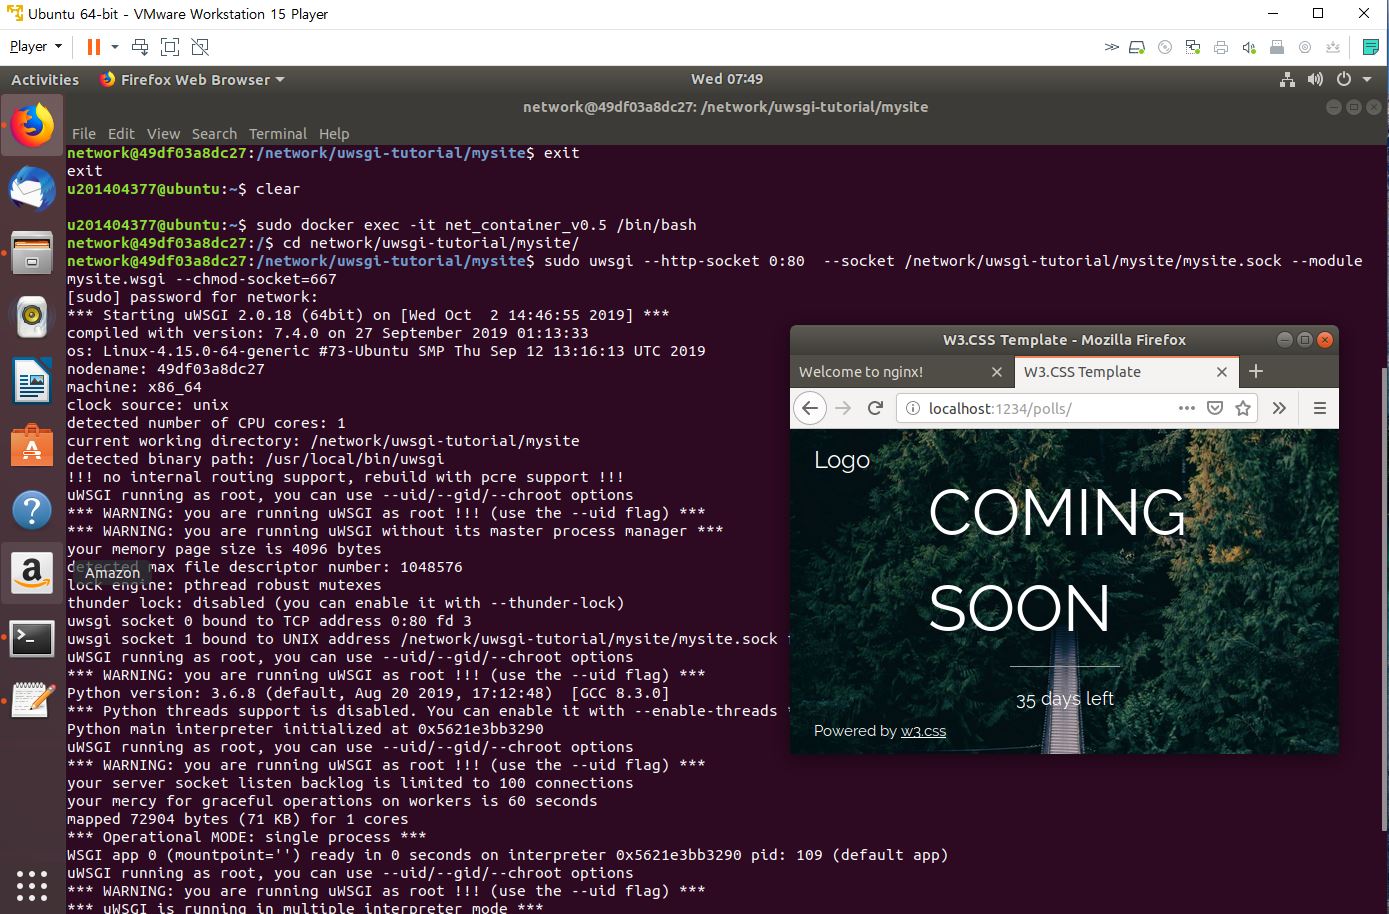 Ubuntu 64-bit - VMware Workstation 15 Player
Player
Activities
Firefox Web Browser
Wed 07:49
network@49df03a8dc27: /network/uwsgi-tutorial/mysite
File Edit View Search Terminal Help
network@49df03a8dc27:/network/uwsgi-tutorial/mysite$ exit
exit
u201404377@ubuntu:~$ clear
u201404377@ubuntu:~$ sudo docker exec -it net_container_v0.5 /bin/bash
network@49df03a8dc27:/$ cd network/uwsgi-tutorial/mysite/
network@49df03a8dc27:/network/uwsgi-tutorial/mysite$ sudo uwsgi --http-socket 0:80  --socket /network/uwsgi-tutorial/mysite/mysite.sock --module
mysite.wsgi --chmod-socket=667
[sudo] password for network:
*** Starting uWSGI 2.0.18 (64bit) on [Wed Oct  2 14:46:55 2019] ***
compiled with version: 7.4.0 on 27 September 2019 01:13:33
os: Linux-4.15.0-64-generic #73-Ubuntu SMP Thu Sep 12 13:16:13 UTC 2019
nodename: 49df03a8dc27
machine: x86_64
clock source: unix
detected number of CPU cores: 1
current working directory: /network/uwsgi-tutorial/mysite
detected binary path: /usr/local/bin/uwsgi
!!! no internal routing support, rebuild with pcre support !!!
uWSGI running as root, you can use --uid/--gid/--chroot options
*** WARNING: you are running uWSGI as root !!! (use the --uid flag) ***
*** WARNING: you are running uWSGI without its master process manager ***
your memory page size is 4096 bytes
max file descriptor number: 1048576
Amazon
lock engine: pthread robust mutexes
thunder lock: disabled (you can enable it with --thunder-lock)
uwsgi socket 0 bound to TCP address 0:80 fd 3
uwsgi socket 1 bound to UNIX address /network/uwsgi-tutorial/mysite/mysite.sock
uWSGI running as root, you can use --uid/--gid/--chroot options
*** WARNING: you are running uWSGI as root !!! (use the --uid flag) ***
Python version: 3.6.8 (default, Aug 20 2019, 17:12:48)  [GCC 8.3.0]
*** Python threads support is disabled. You can enable it with --enable-threads
Python main interpreter initialized at 0x5621e3bb3290
uWSGI running as root, you can use --uid/--gid/--chroot options
*** WARNING: you are running uWSGI as root !!! (use the --uid flag) ***
your server socket listen backlog is limited to 100 connections
your mercy for graceful operations on workers is 60 seconds
mapped 72904 bytes (71 KB) for 1 cores
*** Operational MODE: single process ***
WSGI app 0 (mountpoint='') ready in 0 seconds on interpreter 0x5621e3bb3290 pid: 109 (default app)
uWSGI running as root, you can use --uid/--gid/--chroot options
*** WARNING: you are running uWSGI as root !!! (use the --uid flag) ***
*** uWSGI is running in multiple interpreter mode ***
W3.CSS Template - Mozilla Firefox
Welcome to nginx!
W3.CSS Template
localhost:1234/polls/
Logo
COMING
SOON
35 days left
Powered by w3.css